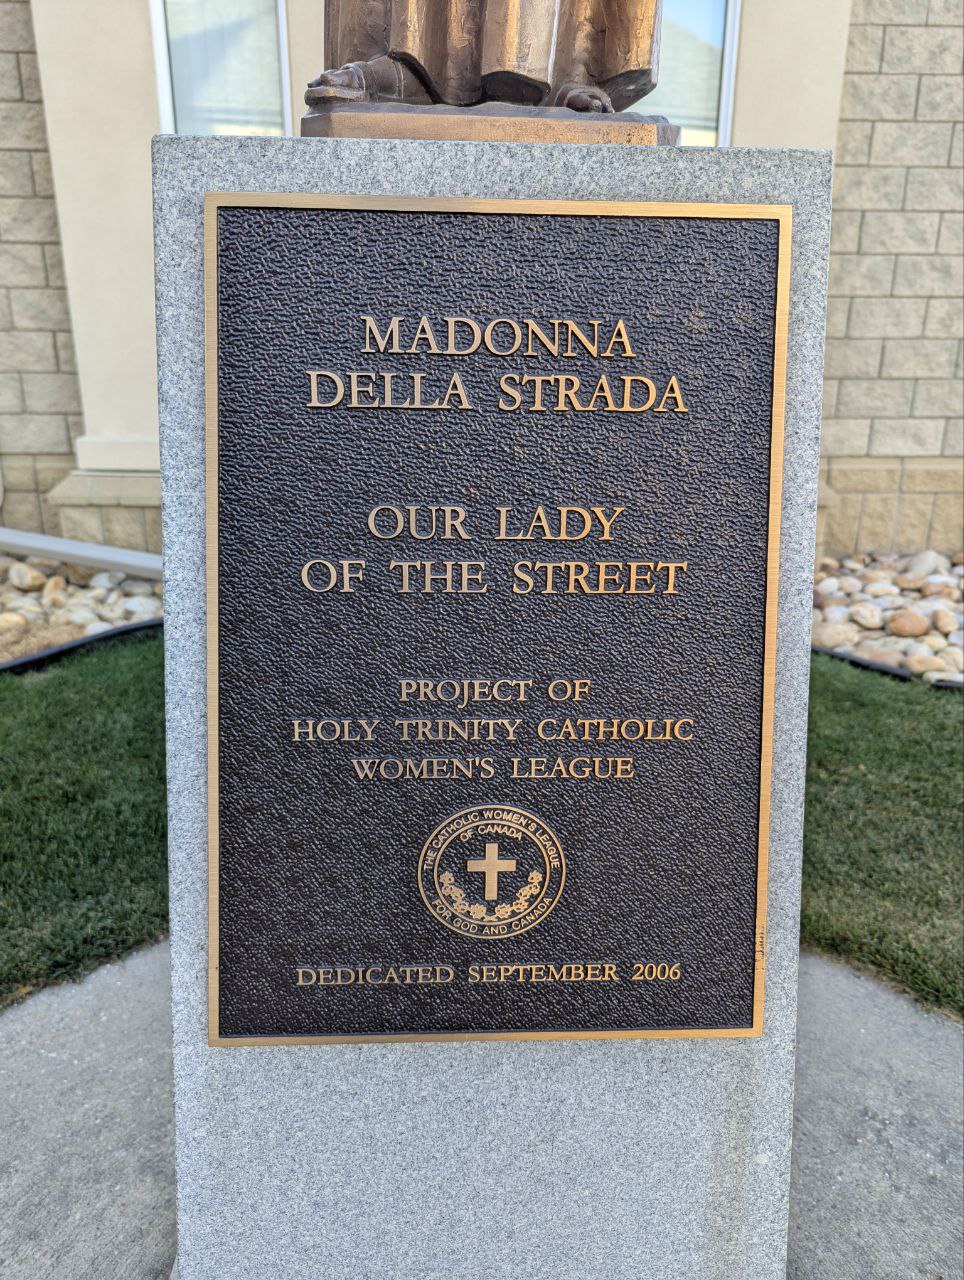 MADONNA
DELLA STRADA
OUR LADY
OF THE STREET
PROJECT OF
HOLY TRINITY CATHOLIC
WOMEN'S LEAGUE
THE CATHOLIC WOMEN'S LEAGUE
OF CANADA
FOR GOD AND CANADA
DEDICATED SEPTEMBER 2006